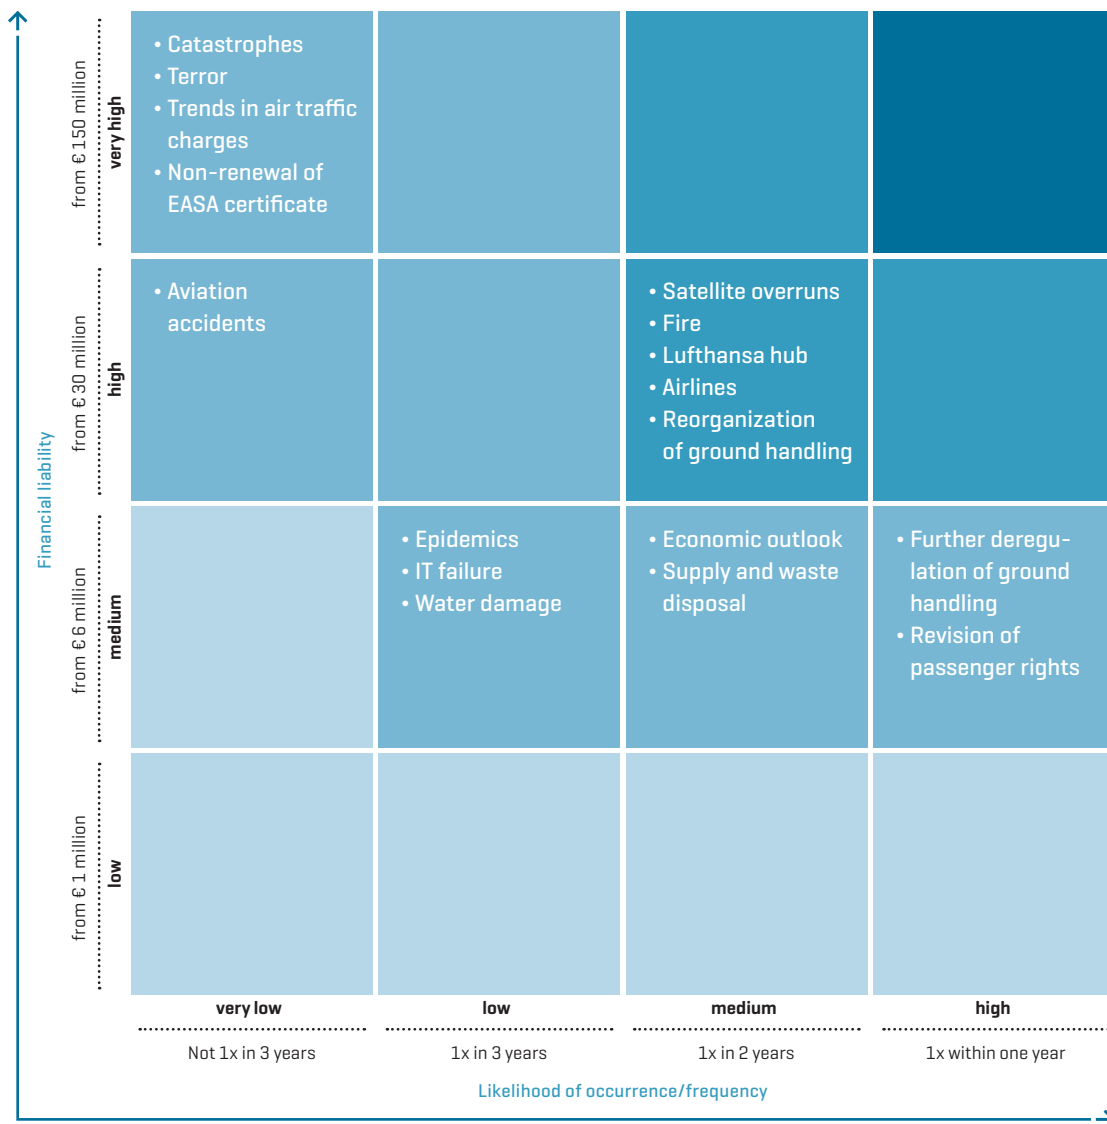 Financial liability
from € 150 million
very high
• Catastrophes
• Terror
• Trends in air traffic
charges
• Non-renewal of
EASA certificate
from € 30 million
high
• Aviation
accidents
• Satellite overruns
• Fire
• Lufthansa hub
• Airlines
• Reorganization
of ground handling
from € 6 million
medium
• Epidemics
• IT failure
• Water damage
• Economic outlook
• Supply and waste
disposal
• Further deregu-
lation of ground
handling
• Revision of
passenger rights
from € 1 million
low
very low
low
medium
high
Not 1x in 3 years
1x in 3 years
1x in 2 years
1x within one year
Likelihood of occurrence/frequency